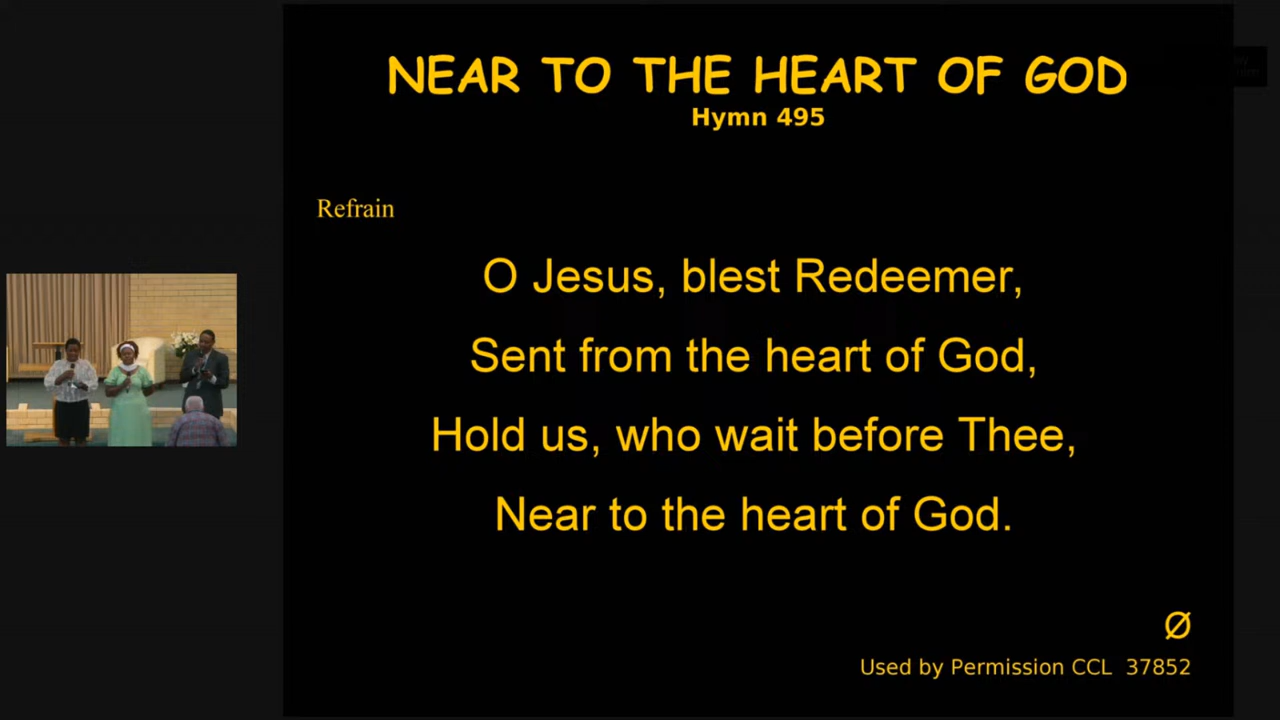 NEAR TO THE HEART OF GOD
Hymn 495
Refrain
O Jesus, blest Redeemer,
Sent from the heart of God,
Hold us, who wait before Thee,
Near to the heart of God.
Ø
Used by Permission CCL 37852